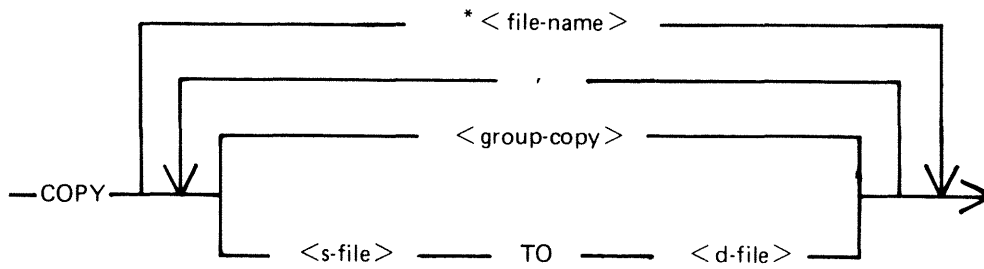 * < file-name >
,
< group-copy >
COPY
< s-file > TO < d-file >